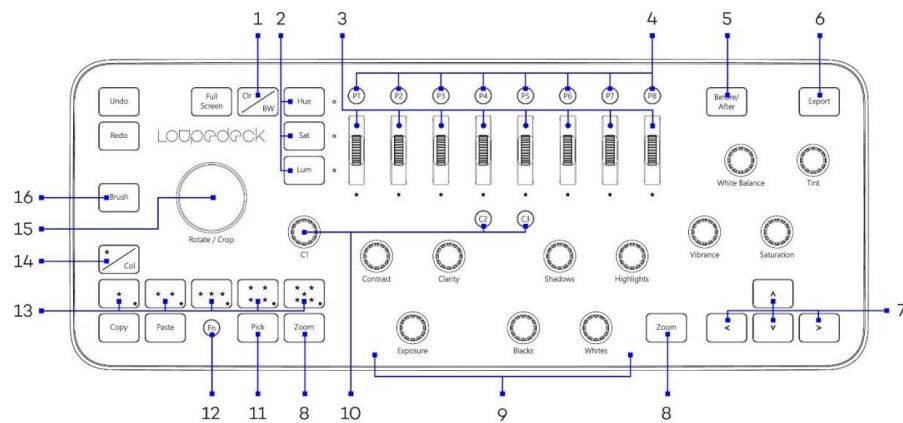 1 2 3 4 5 6
Undo
Full
Screen
Clr
BW
Hue
P1 P2 P3 P4 P5 P6 P7 P8
Before/
After
Export
Redo
Loupedeck
Sat
Lum
White Balance
Tint
16
Brush
15
Rotate / Crop
C1
C2
C3
14
Col
Contrast
Clarity
Shadows
Highlights
Vibrance
Saturation
13
Copy
Paste
Fn
Pick
Zoom
Exposure
Blacks
Whites
Zoom
< ˅ > ˄
7
12 11 8 10 9 8